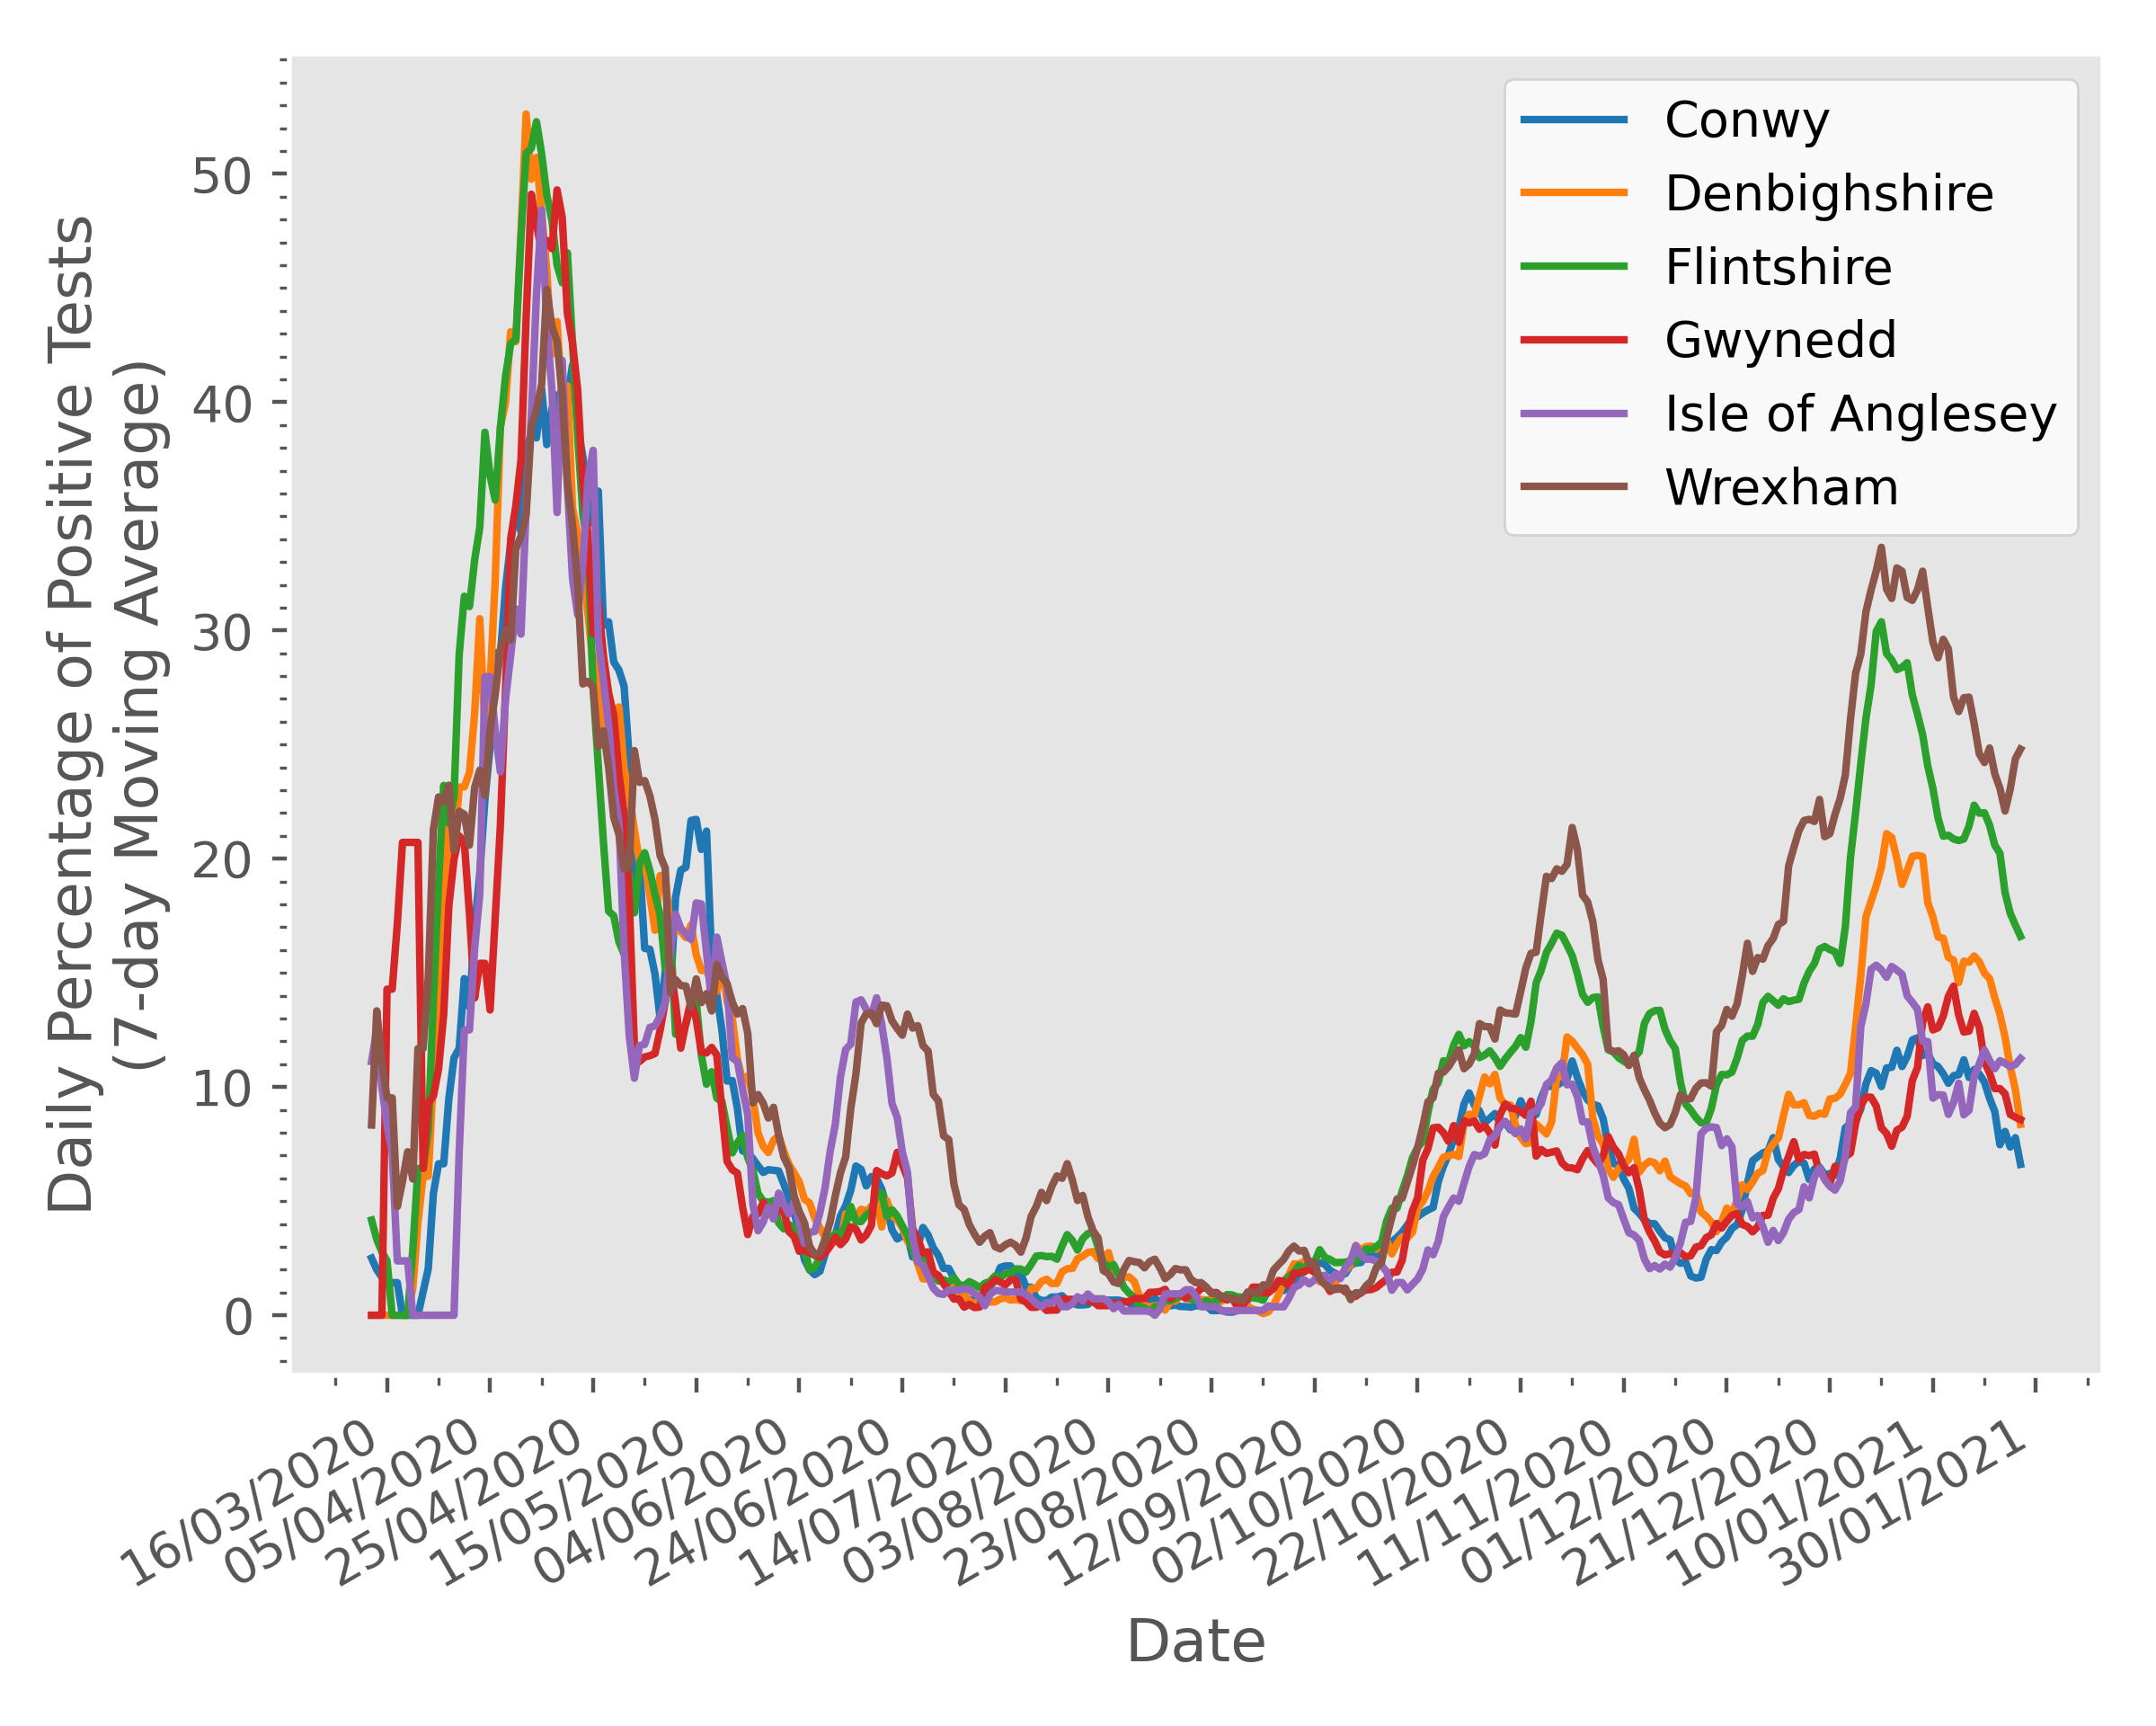 Daily Percentage of Positive Tests
(7-day Moving Average)
50
40
30
20
10
0
Conwy
Denbighshire
Flintshire
Gwynedd
Isle of Anglesey
Wrexham
16/03/2020
05/04/2020
25/04/2020
15/05/2020
04/06/2020
24/06/2020
14/07/2020
03/08/2020
23/08/2020
12/09/2020
02/10/2020
22/10/2020
11/11/2020
01/12/2020
21/12/2020
10/01/2021
30/01/2021
Date